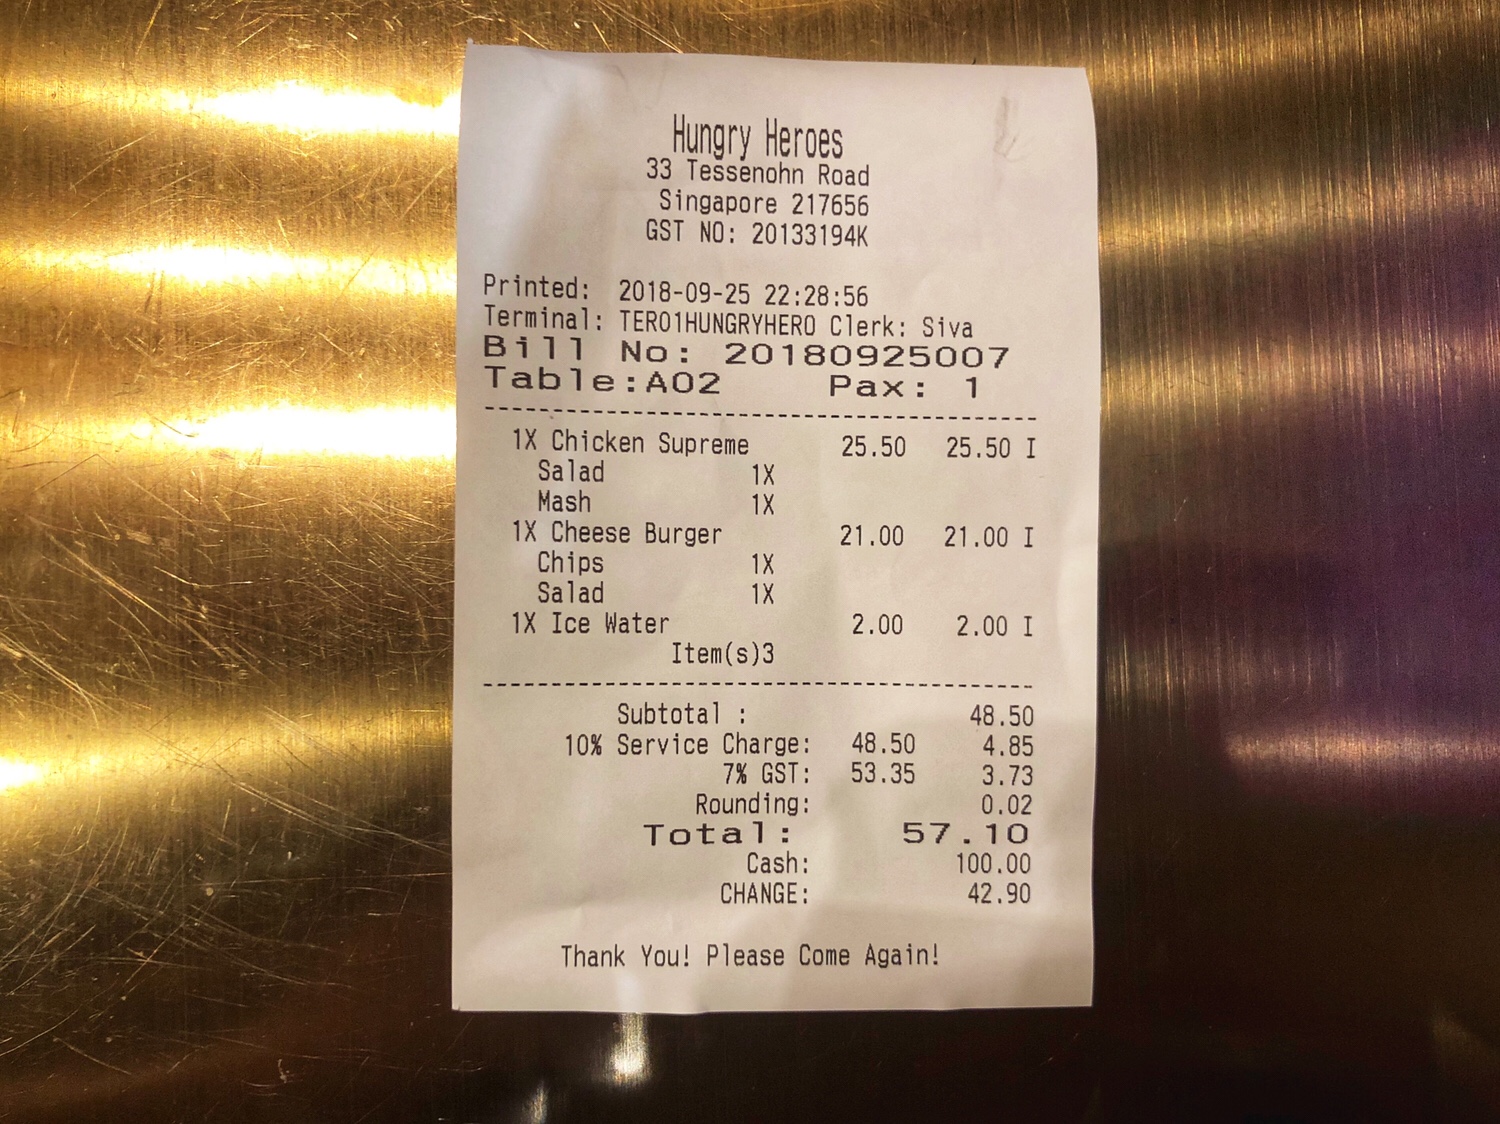 Hungry Heroes
33 Tessenohn Road
Singapore 217656
GST NO: 20133194K
Printed: 2018-09-25 22:28:56
Terminal: TER01HUNGRYHERO Clerk: Siva
Bill No: 20180925007
Table:A02 Pax: 1
1X Chicken Supreme 25.50 25.50 I
Salad 1X
Mash 1X
1X Cheese Burger 21.00 21.00 I
Chips 1X
Salad 1X
1X Ice Water 2.00 2.00 I
Item(s)3
Subtotal : 48.50
10% Service Charge: 48.50 4.85
7% GST: 53.35 3.73
Rounding: 0.02
Total: 57.10
Cash: 100.00
CHANGE: 42.90
Thank You! Please Come Again!